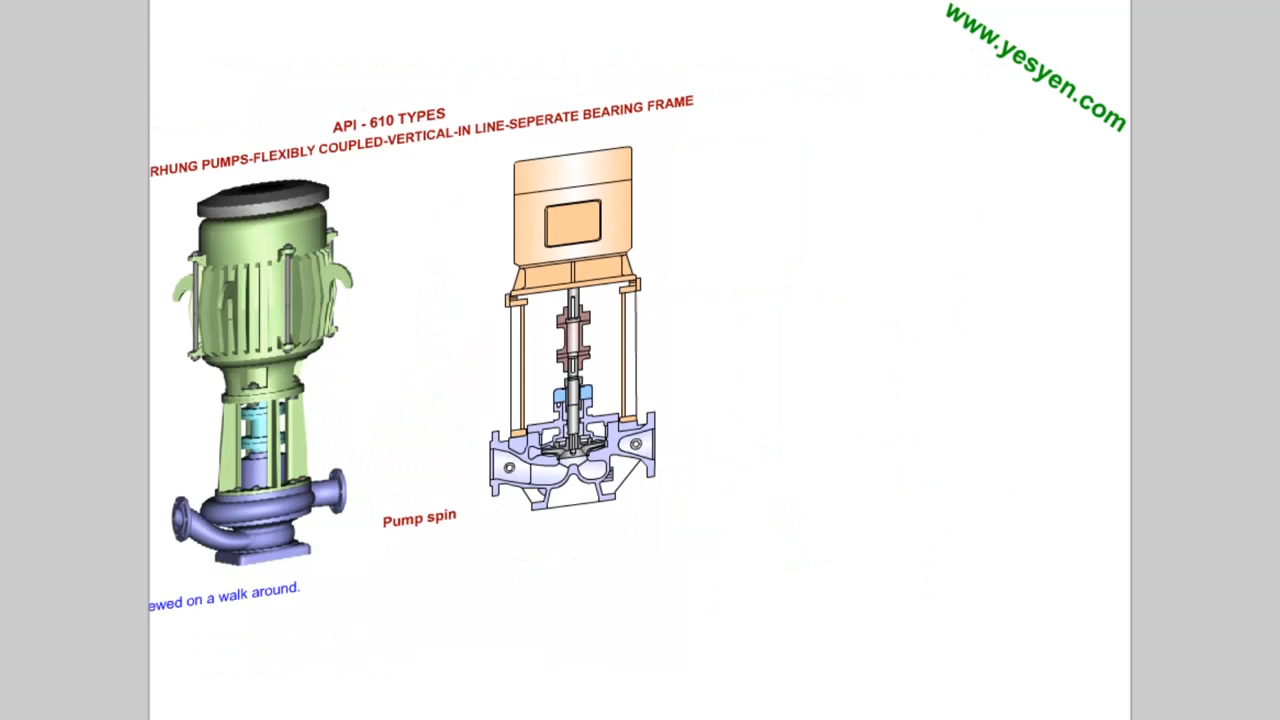 www.yesyen.com
API - 610 TYPES
RHUNG PUMPS-FLEXIBLY COUPLED-VERTICAL-IN LINE-SEPERATE BEARING FRAME
Pump spin
ewed on a walk around.